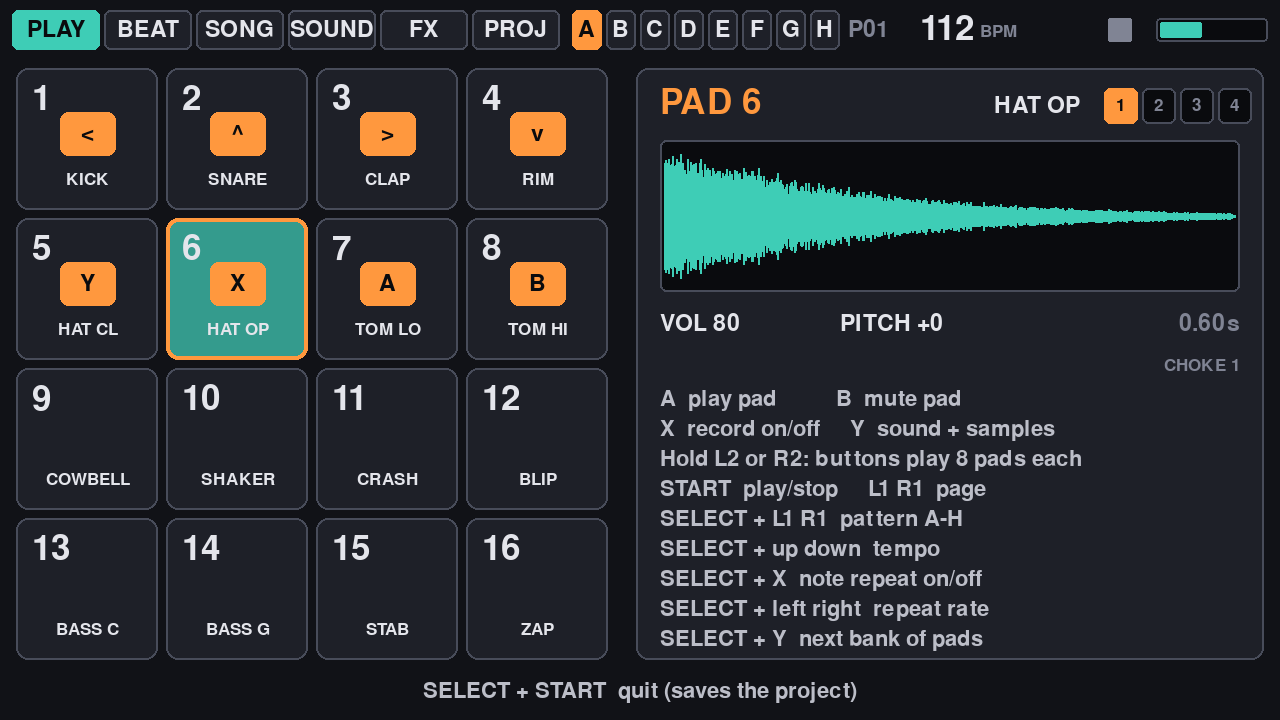 PLAY BEAT SONG SOUND FX PROJ A B C D E F G H P01 112 BPM
1 2 3 4
< ^ > v
KICK SNARE CLAP RIM
5 6 7 8
Y X A B
HAT CL HAT OP TOM LO TOM HI
9 10 11 12
COWBELL SHAKER CRASH BLIP
13 14 15 16
BASS C BASS G STAB ZAP
PAD 6 HAT OP 1 2 3 4
VOL 80 PITCH +0 0.60s
CHOKE 1
A play pad B mute pad
X record on/off Y sound + samples
Hold L2 or R2: buttons play 8 pads each
START play/stop L1 R1 page
SELECT + L1 R1 pattern A-H
SELECT + up down tempo
SELECT + X note repeat on/off
SELECT + left right repeat rate
SELECT + Y next bank of pads
SELECT + START quit (saves the project)